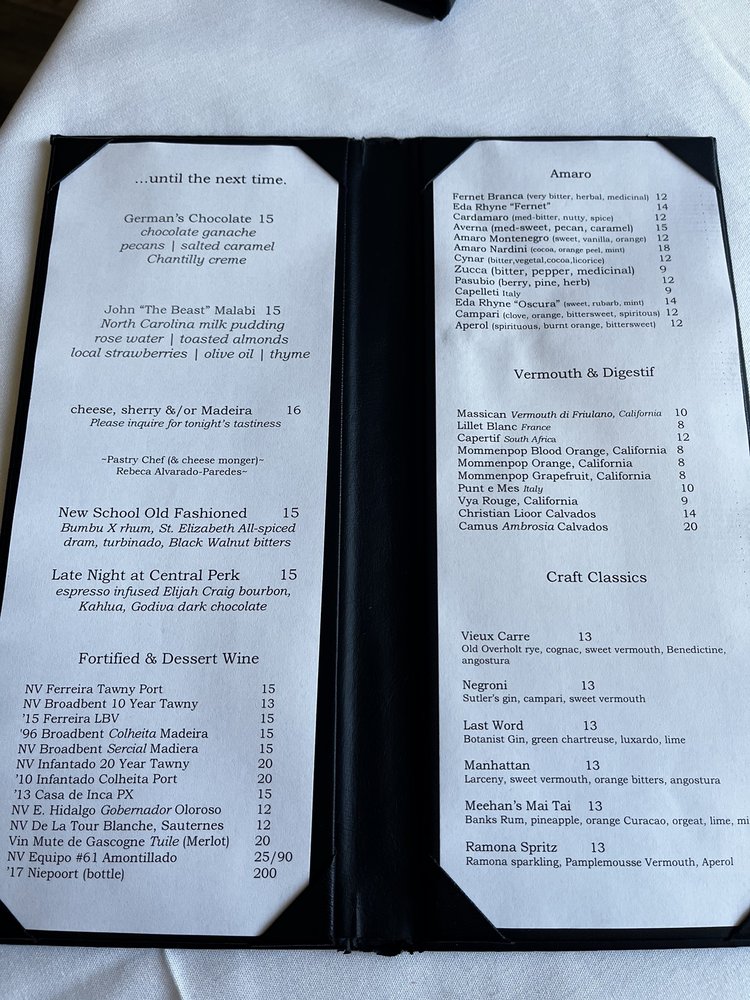 ...until the next time.
German's Chocolate 15
chocolate ganache
pecans | salted caramel
Chantilly creme
John "The Beast" Malabi 15
North Carolina milk pudding
rose water | toasted almonds
local strawberries | olive oil | thyme
cheese, sherry &/or Madeira 16
Please inquire for tonight's tastiness
~Pastry Chef (& cheese monger)~
Rebeca Alvarado-Paredes~
New School Old Fashioned 15
Bumbu X rhum, St. Elizabeth All-spiced
dram, turbinado, Black Walnut bitters
Late Night at Central Perk 15
espresso infused Elijah Craig bourbon,
Kahlua, Godiva dark chocolate
Fortified & Dessert Wine
NV Ferreira Tawny Port 15
NV Broadbent 10 Year Tawny 13
'15 Ferreira LBV 15
'96 Broadbent Colheita Madeira 15
NV Broadbent Sercial Madiera 15
NV Infantado 20 Year Tawny 20
'10 Infantado Colheita Port 20
'13 Casa de Inca PX 15
NV E. Hidalgo Gobernador Oloroso 12
NV De La Tour Blanche, Sauternes 12
Vin Mute de Gascogne Tuile (Merlot) 20
NV Equipo #61 Amontillado 25/90
'17 Niepoort (bottle) 200
Amaro
Fernet Branca (very bitter, herbal, medicinal) 12
Eda Rhyne "Fernet" 14
Cardamaro (med-bitter, nutty, spice) 12
Averna (med-sweet, pecan, caramel) 15
Amaro Montenegro (sweet, vanilla, orange) 12
Amaro Nardini (cocoa, orange peel, mint) 18
Cynar (bitter,vegetal,cocoa,licorice) 12
Zucca (bitter, pepper, medicinal) 9
Pasubio (berry, pine, herb) 12
Capelleti Italy 9
Eda Rhyne "Oscura" (sweet, rubarb, mint) 14
Campari (clove, orange, bittersweet, spiritous) 12
Aperol (spirituous, burnt orange, bittersweet) 12
Vermouth & Digestif
Massican Vermouth di Friulano, California 10
Lillet Blanc France 8
Capertif South Africa 12
Mommenpop Blood Orange, California 8
Mommenpop Orange, California 8
Mommenpop Grapefruit, California 8
Punt e Mes Italy 10
Vya Rouge, California 9
Christian Lioor Calvados 14
Camus Ambrosia Calvados 20
Craft Classics
Vieux Carre 13
Old Overholt rye, cognac, sweet vermouth, Benedictine,
angostura
Negroni 13
Sutler's gin, campari, sweet vermouth
Last Word 13
Botanist Gin, green chartreuse, luxardo, lime
Manhattan 13
Larceny, sweet vermouth, orange bitters, angostura
Meehan's Mai Tai 13
Banks Rum, pineapple, orange Curacao, orgeat, lime, mi
Ramona Spritz 13
Ramona sparkling, Pamplemousse Vermouth, Aperol